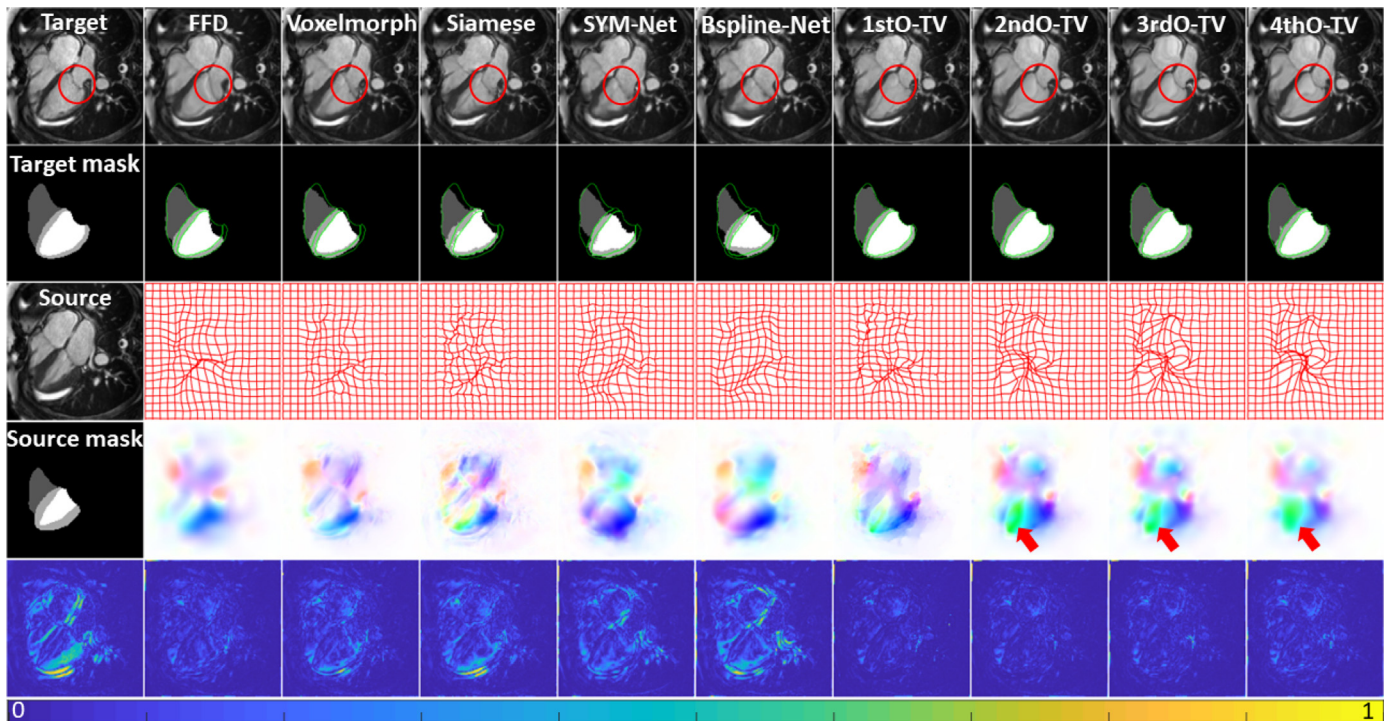 Target FFD Voxelmorph Siamese SYM-Net Bspline-Net 1stO-TV 2ndO-TV 3rdO-TV 4thO-TV
Target mask
Source
Source mask
0 1